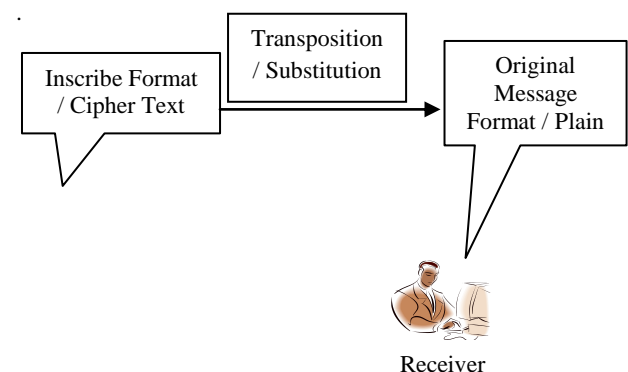 .
Transposition
/ Substitution
Inscribe Format
/ Cipher Text
Original
Message
Format / Plain
Receiver